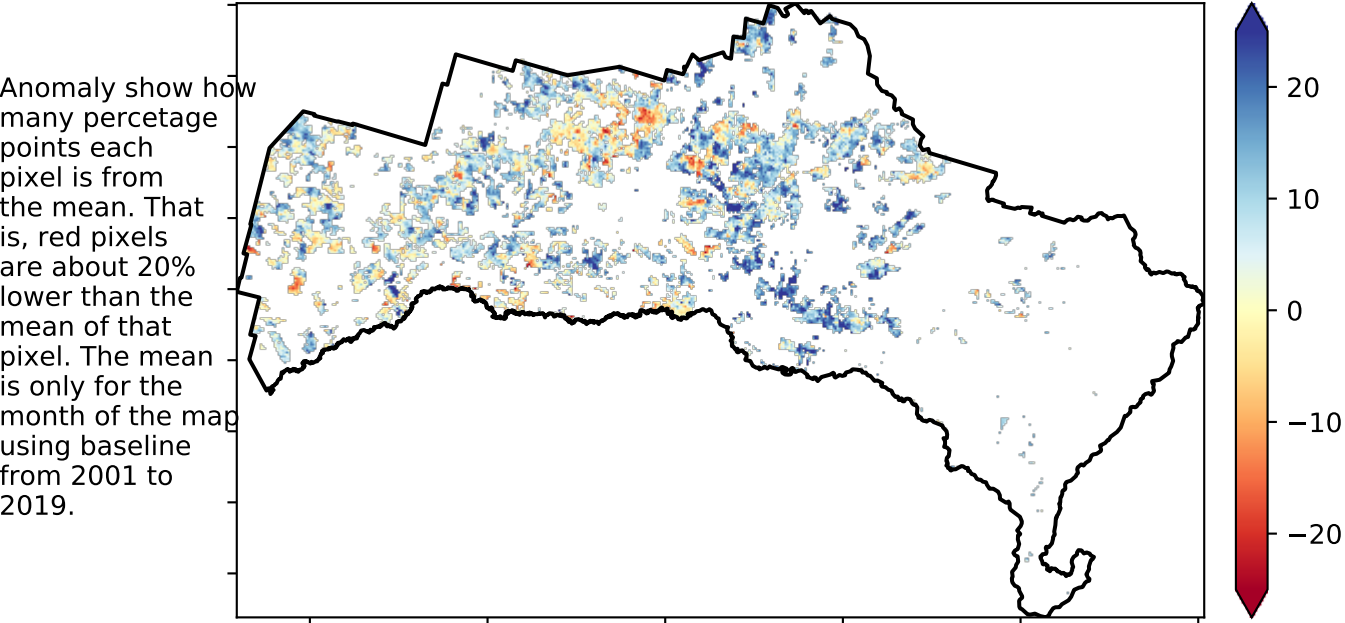 Anomaly show how
many percetage
points each
pixel is from
the mean. That
is, red pixels
are about 20%
lower than the
mean of that
pixel. The mean
is only for the
month of the map
using baseline
from 2001 to
2019.
20
10
0
−10
−20